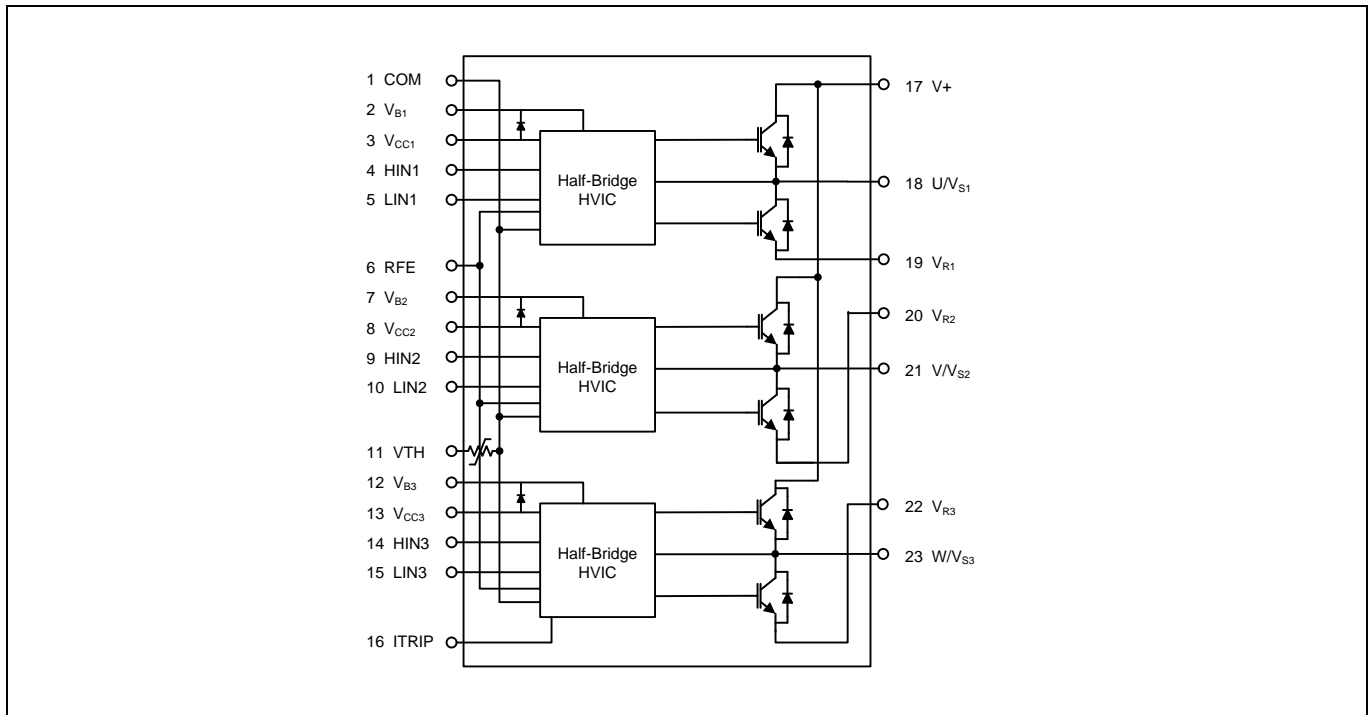 1 COM
2 VB1
3 VCC1
4 HIN1
5 LIN1
6 RFE
7 VB2
8 VCC2
9 HIN2
10 LIN2
11 VTH
12 VB3
13 VCC3
14 HIN3
15 LIN3
16 ITRIP
Half-Bridge
HVIC
Half-Bridge
HVIC
Half-Bridge
HVIC
17 V+
18 U/VS1
19 VR1
20 VR2
21 V/VS2
22 VR3
23 W/VS3